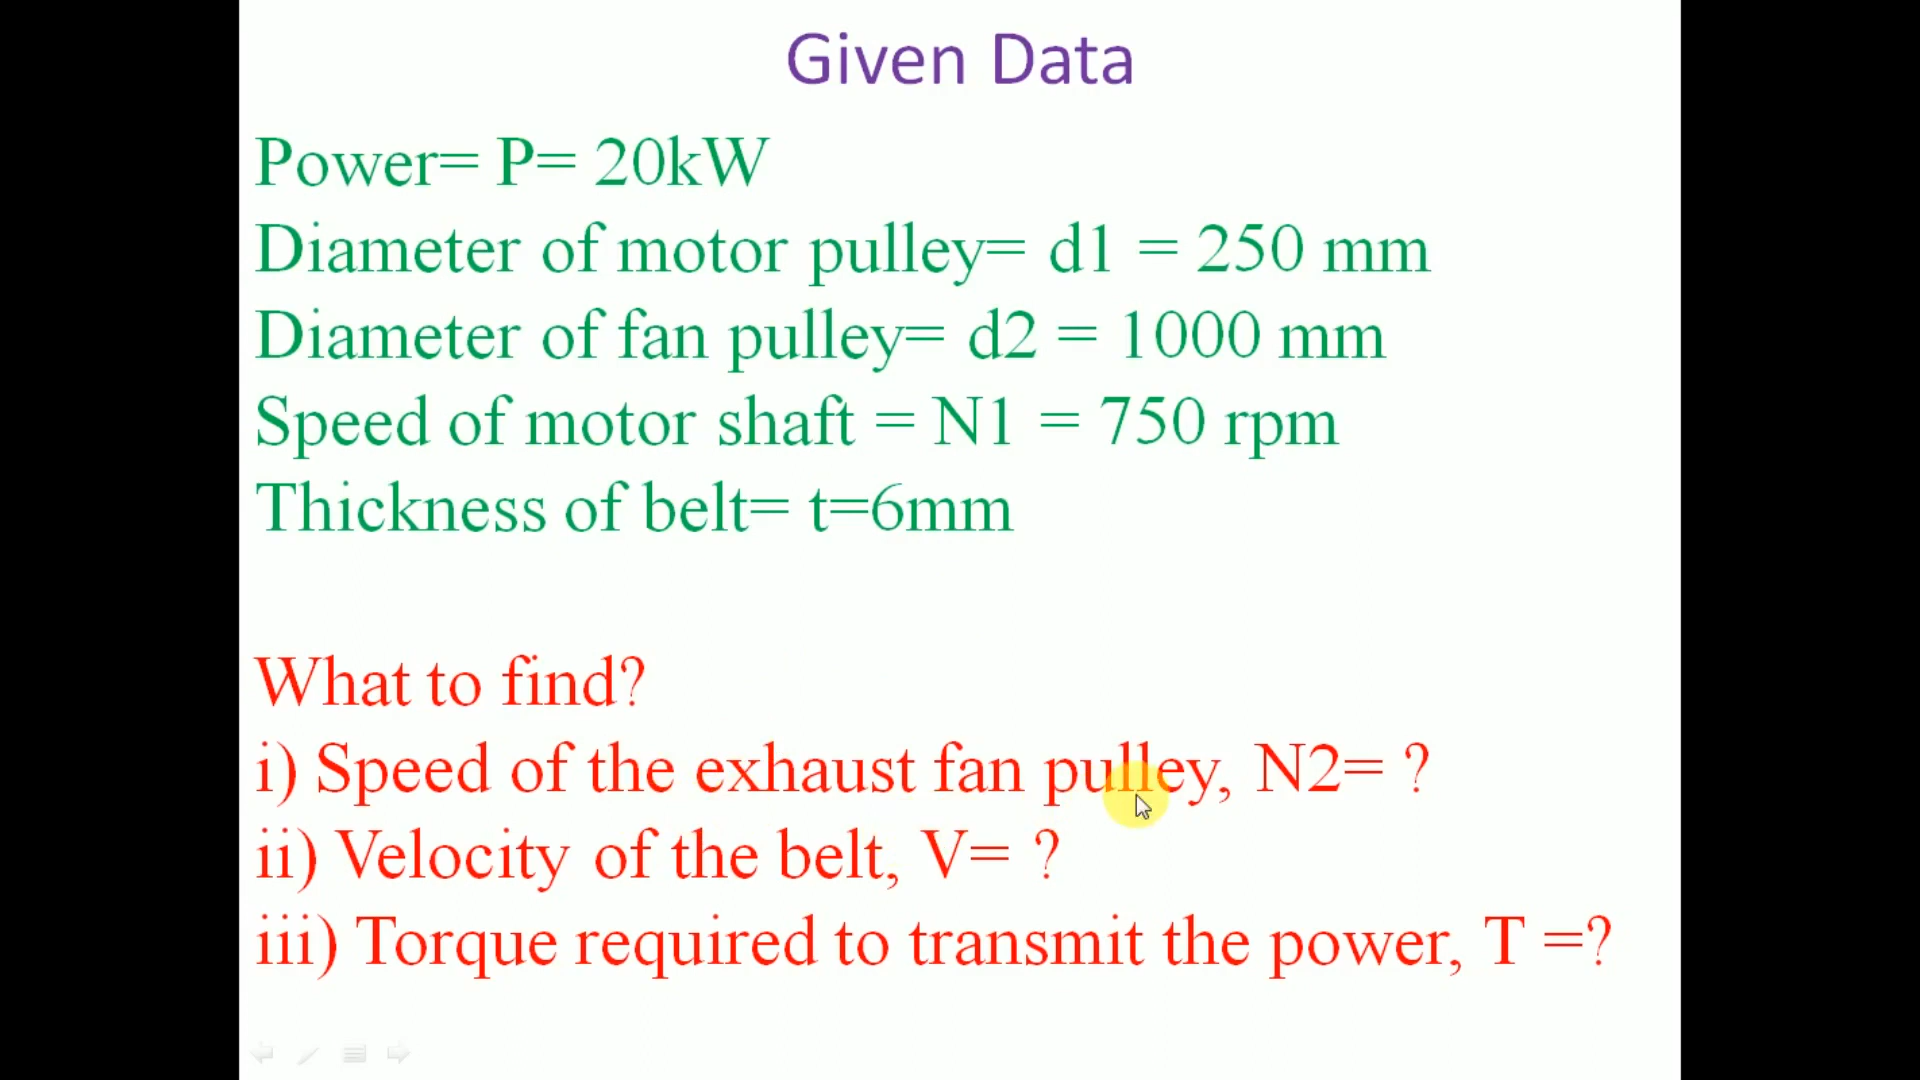 Given Data
Power= P= 20kW
Diameter of motor pulley= d1 = 250 mm
Diameter of fan pulley= d2 = 1000 mm
Speed of motor shaft = N1 = 750 rpm
Thickness of belt= t=6mm
What to find?
i) Speed of the exhaust fan pulley, N2= ?
ii) Velocity of the belt, V= ?
iii) Torque required to transmit the power, T =?